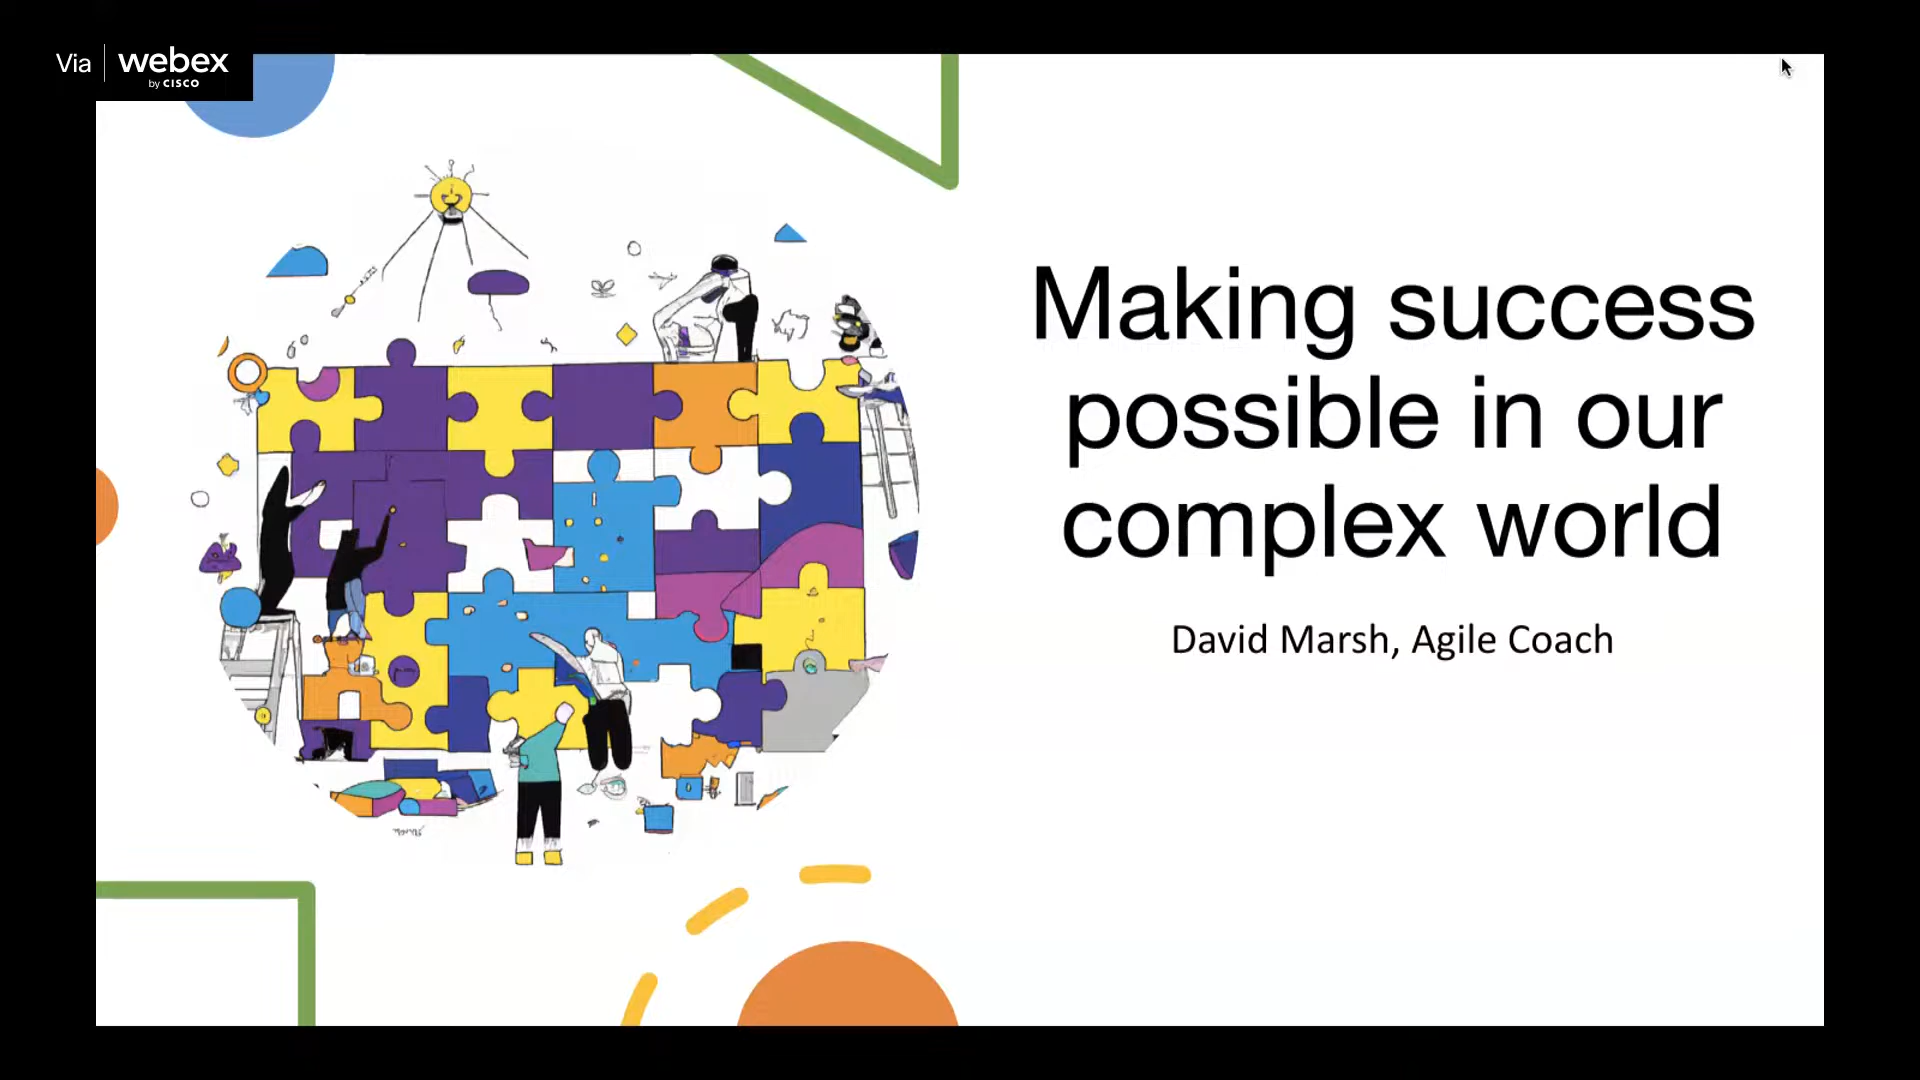 Via webex
by CISCO
Making success
possible in our
complex world
David Marsh, Agile Coach